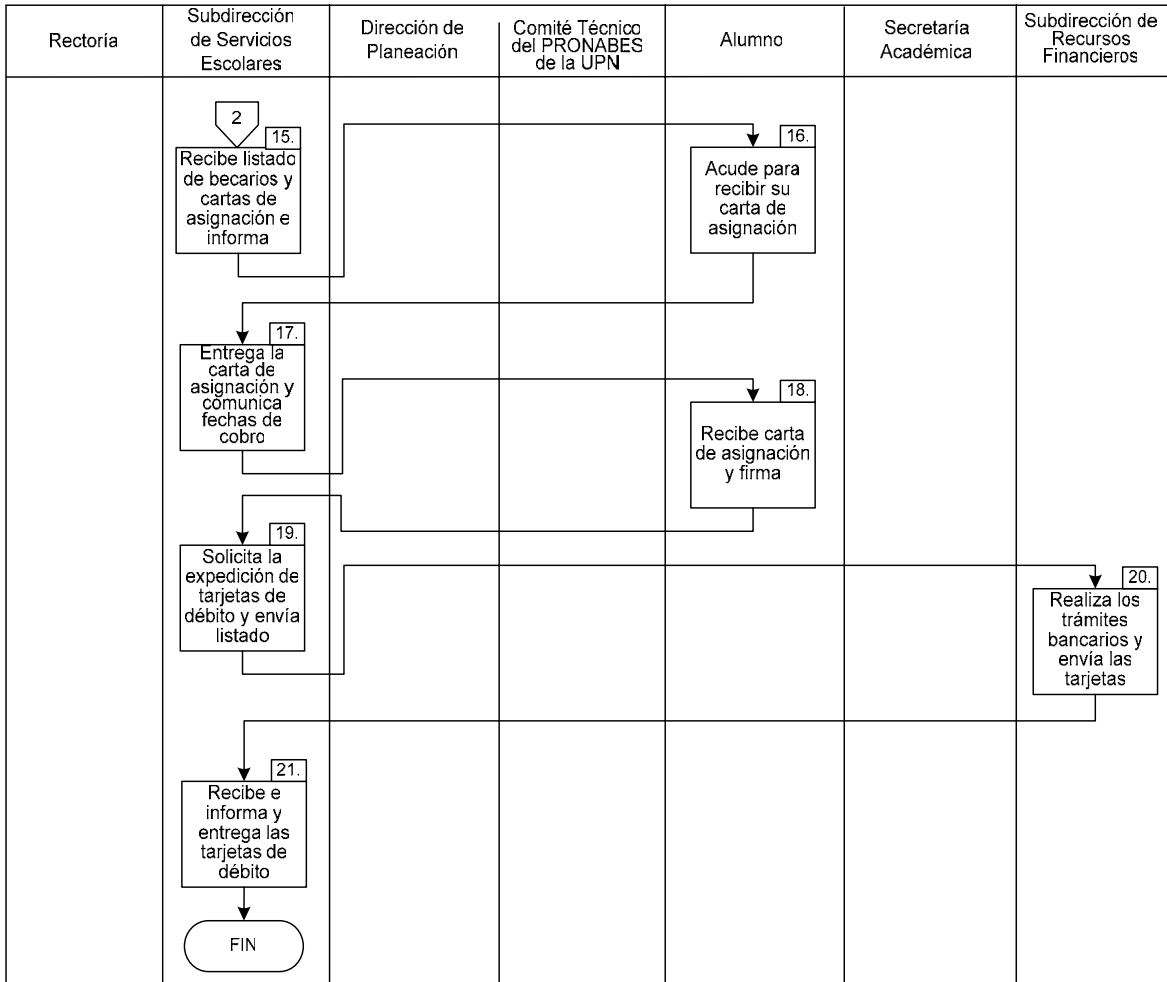 Rectoría
Subdirección
de Servicios
Escolares
Dirección de
Planeación
Comité Técnico
del PRONABES
de la UPN
Alumno
Secretaría
Académica
Subdirección de
Recursos
Financieros
2
15.
Recibe listado
de becarios y
cartas de
asignación e
informa
16.
Acude para
recibir su
carta de
asignación
17.
Entrega la
carta de
asignación y
comunica
fechas de
cobro
18.
Recibe carta
de asignación
y firma
19.
Solicita la
expedición de
tarjetas de
débito y envía
listado
20.
Realiza los
trámites
bancarios y
envía las
tarjetas
21.
Recibe e
informa y
entrega las
tarjetas de
débito
FIN